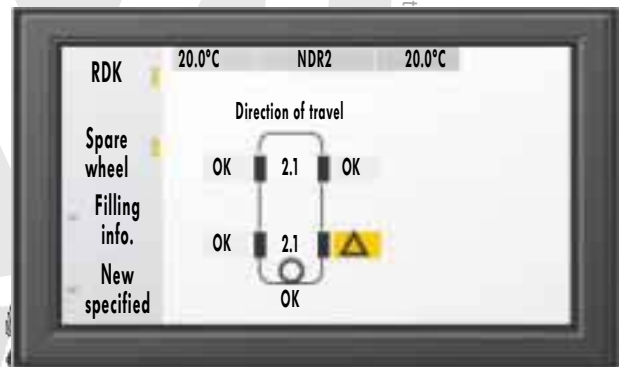 20.0°C NDR2 20.0°C
RDK
Direction of travel
Spare
wheel
OK 2.1 OK
Filling
info.
OK 2.1
New
specified
OK